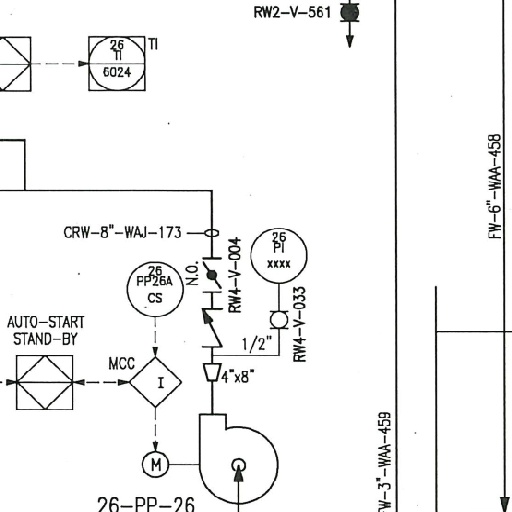 RW2-V-561
26
TI
6024
TI
FW-6"-WAA-458
CRW-8"-WAJ-173
26
PI
xxxx
N.O.
RW4-V-004
26
PP26A
CS
RW4-V-033
AUTO-START
STAND-BY
1/2"
MCC
I
4"x8"
W-3"-WAA-459
M
26-PP-26